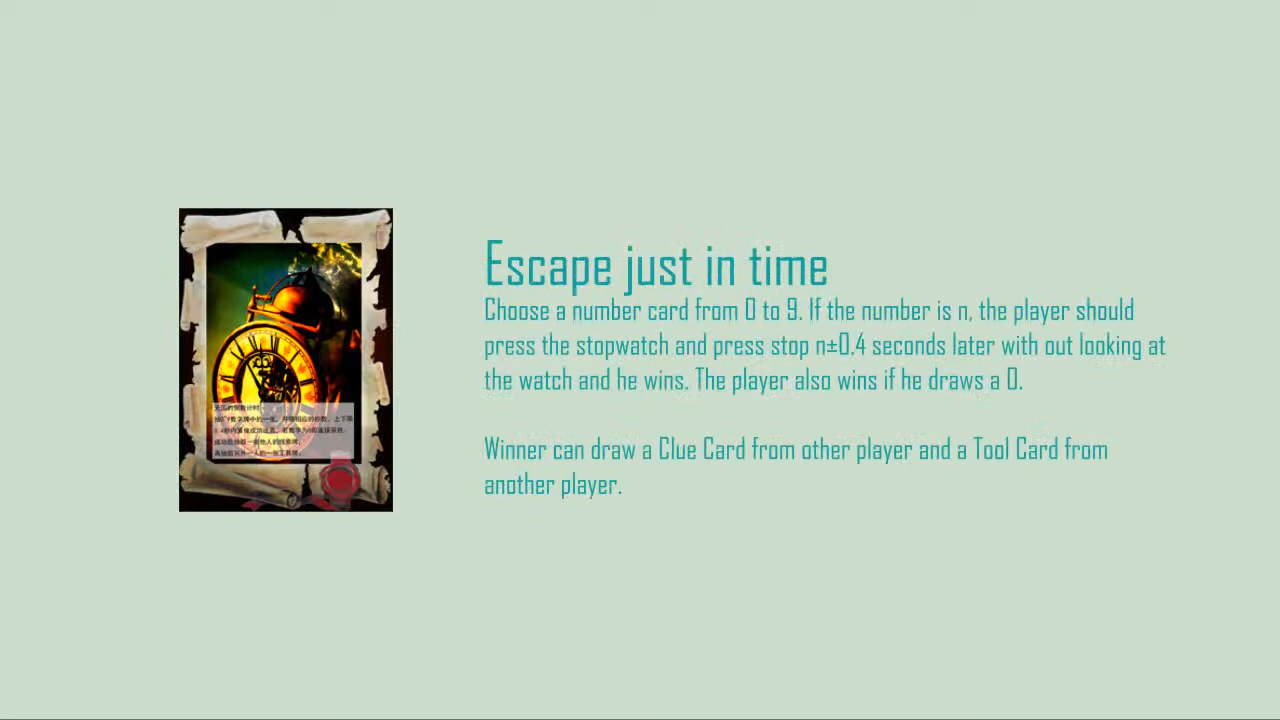 Escape just in time
Choose a number card from 0 to 9. If the number is n, the player should
press the stopwatch and press stop n±0.4 seconds later with out looking at
the watch and he wins. The player also wins if he draws a 0.
Winner can draw a Clue Card from other player and a Tool Card from
another player.